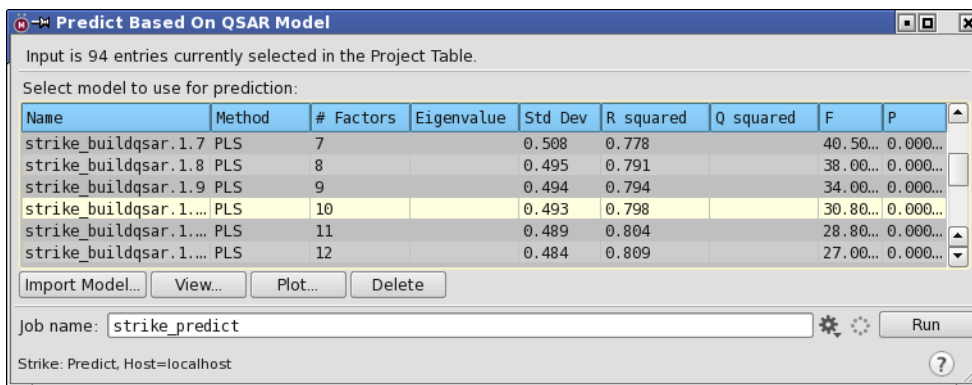 Predict Based On QSAR Model
Input is 94 entries currently selected in the Project Table.
Select model to use for prediction:
Name Method # Factors Eigenvalue Std Dev R squared Q squared F P
strike_buildqsar.1.7 PLS 7 0.508 0.778 40.50... 0.000...
strike_buildqsar.1.8 PLS 8 0.495 0.791 38.00... 0.000...
strike_buildqsar.1.9 PLS 9 0.494 0.794 34.00... 0.000...
strike_buildqsar.1.... PLS 10 0.493 0.798 30.80... 0.000...
strike_buildqsar.1.... PLS 11 0.489 0.804 28.80... 0.000...
strike_buildqsar.1.... PLS 12 0.484 0.809 27.00... 0.000...
Import Model... View... Plot... Delete
Job name: strike_predict Run
Strike: Predict, Host=localhost ?